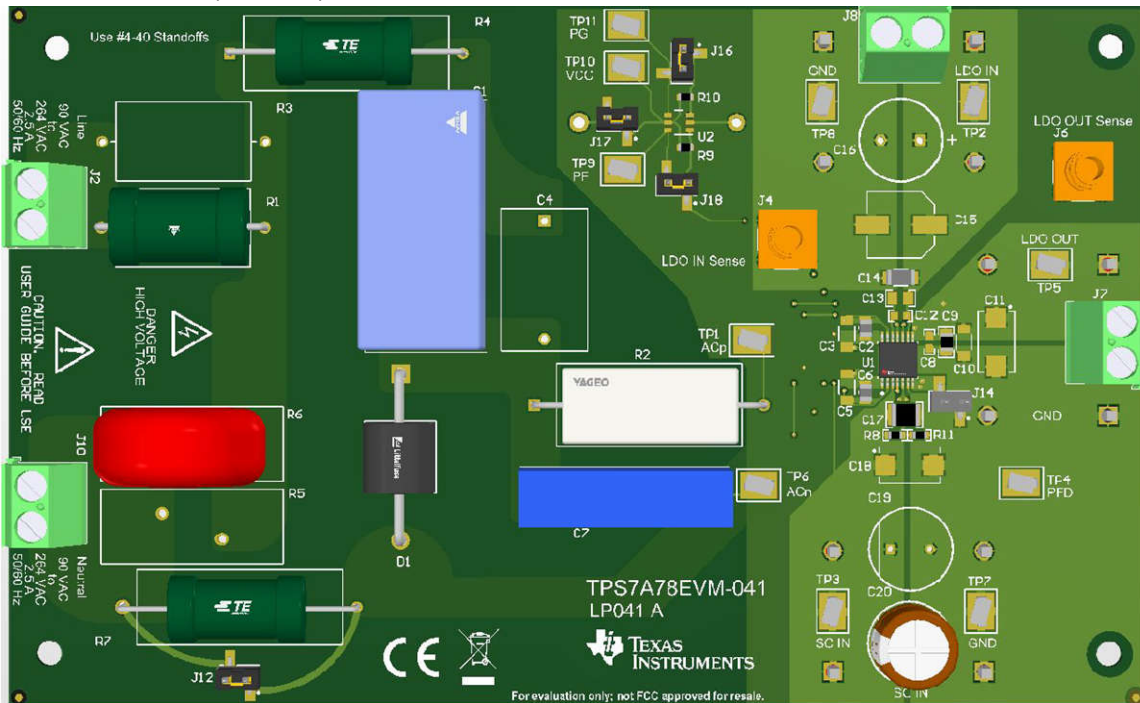 Use #4-40 Standoffs
R4
TE
TP11
PG
J16
J8
TP10
VCC
GND
LDO IN
R3
C1
R10
Line
90 VAC
to
264 VAC
2.5 A
50/60 Hz
J17
U2
TP8
TP2
LDO OUT Sense
J6
C16
+
TP9
PF
R9
J2
R1
C4
J18
J4
C15
LDO IN Sense
LDO OUT
TP5
CAUTION, READ
USER GUIDE BEFORE USE
DANGER
HIGH VOLTAGE
C14
C13
C11
J7
TP1
ACp
C12
C9
C3
C2
U1
C8
C10
R2
YAGEO
C6
C5
J14
C17
GND
R6
J10
R8
R11
Littelfuse
C18
R5
TP6
ACn
TP4
PFD
C19
C7
D1
Neutral
90 VAC
to
264 VAC
2.5 A
50/60 Hz
TPS7A78EVM-041
LP041 A
TP3
TP7
C20
TE
R7
CE
TEXAS
INSTRUMENTS
SC IN
GND
J12
SC IN
For evaluation only; not FCC approved for resale.